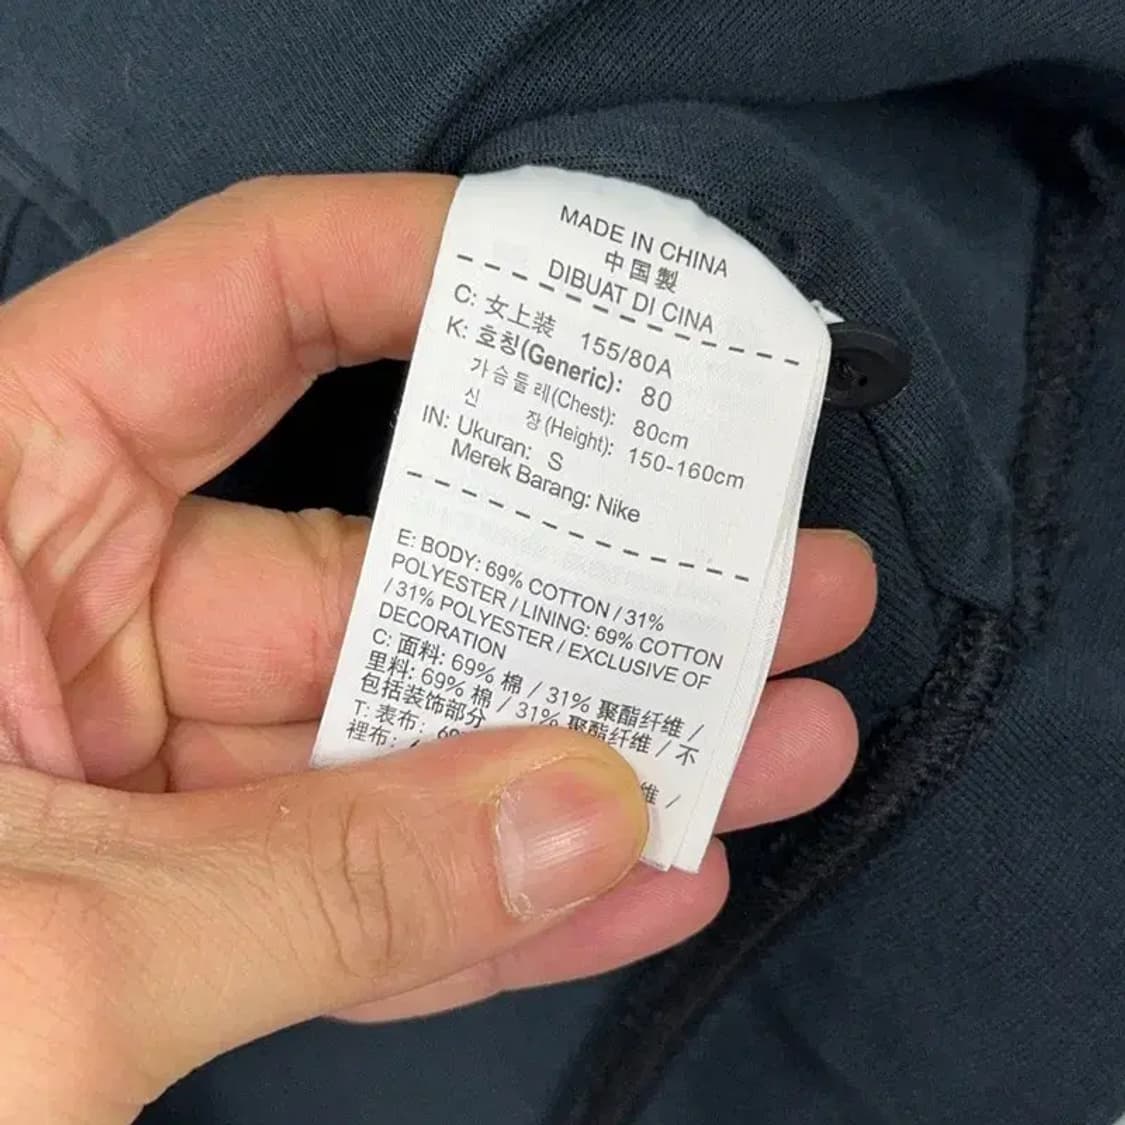 MADE IN CHINA
中国製
DIBUAT DI CINA
C: 女上装 155/80A
K: 호칭(Generic): 80
가슴둘레(Chest): 80cm
신 장(Height): 150-160cm
IN: Ukuran: S
Merek Barang: Nike
E: BODY: 69% COTTON / 31%
POLYESTER / LINING: 69% COTTON
/ 31% POLYESTER / EXCLUSIVE OF
DECORATION
C: 面料: 69% 棉 / 31% 聚酯纤维 /
里料: 69% 棉 / 31% 聚酯纤维 / 不
包括装饰部分
T: 表布:
裡布:
维 /